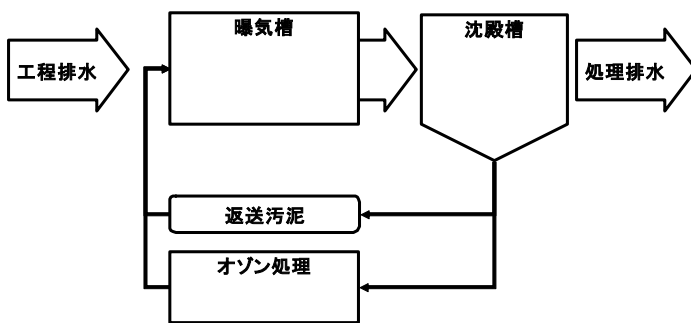 曝気槽
沈殿槽
工程排水
処理排水
返送汚泥
オゾン処理